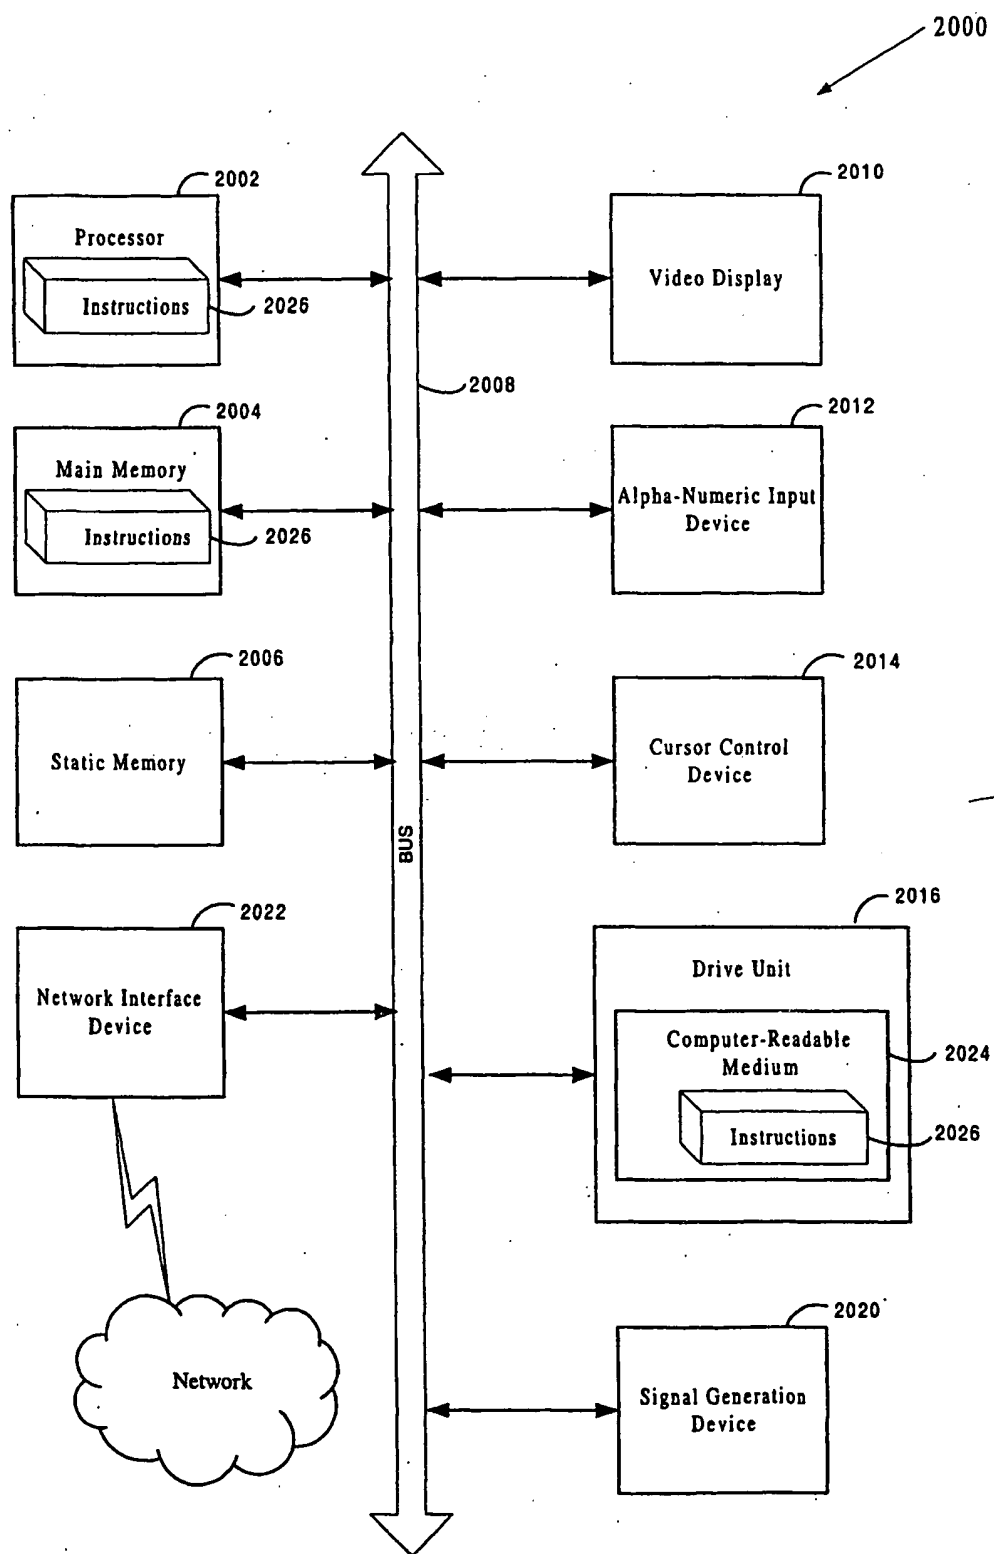 2000
2002
Processor
Instructions
2026
2004
Main Memory
Instructions
2026
2006
Static Memory
2022
Network Interface
Device
Network
BUS
2008
2010
Video Display
2012
Alpha-Numeric Input
Device
2014
Cursor Control
Device
2016
Drive Unit
Computer-Readable
Medium
2024
Instructions
2026
2020
Signal Generation
Device